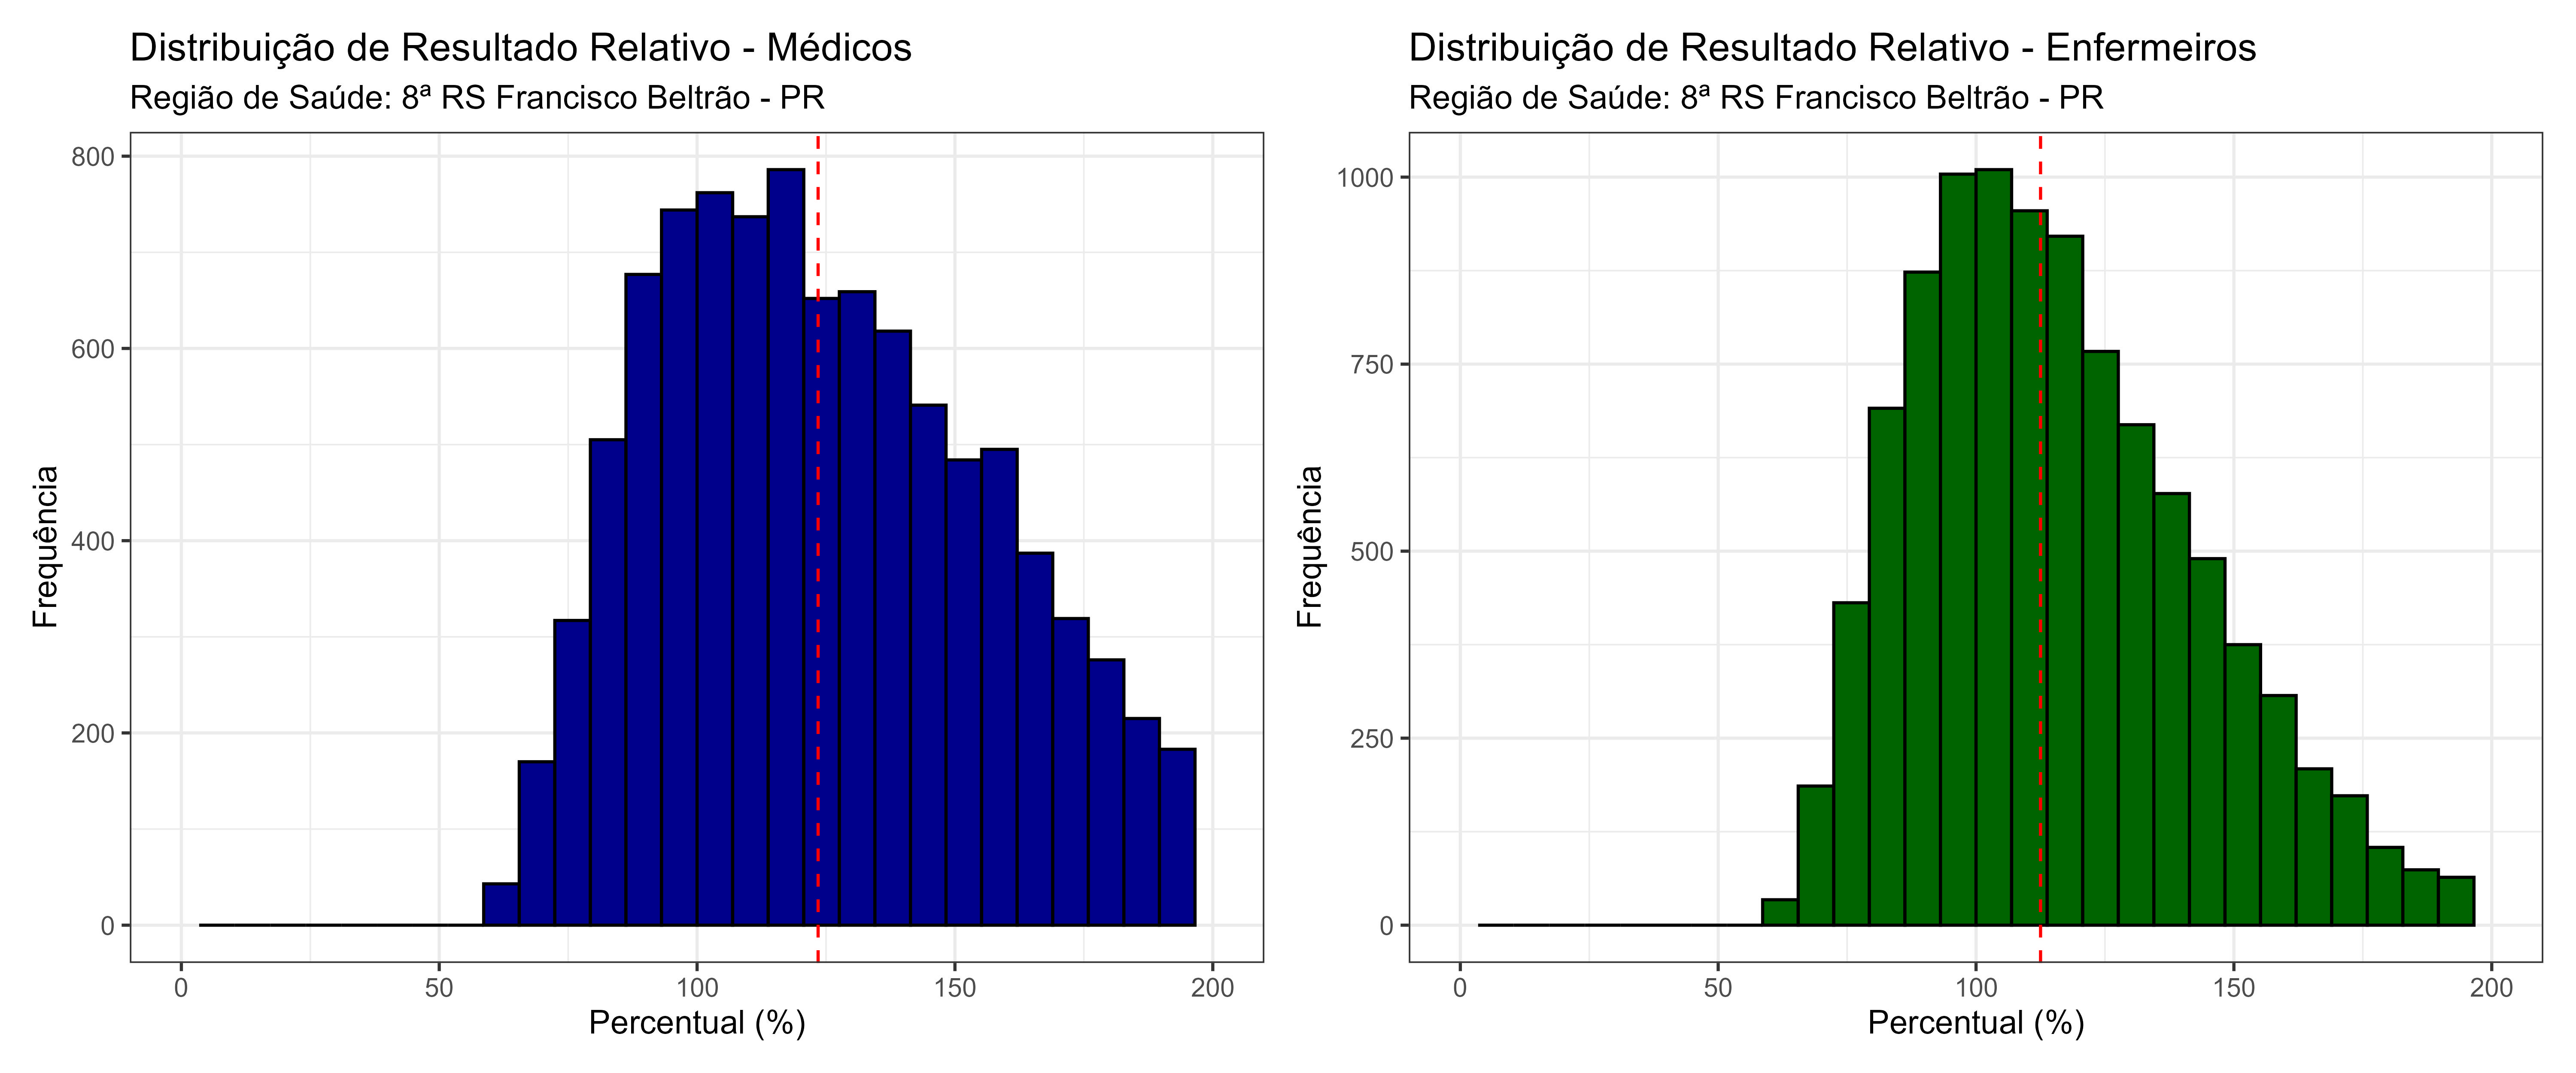 Distribuição de Resultado Relativo - Médicos
Região de Saúde: 8ª RS Francisco Beltrão - PR
800
600
400
200
0
Frequência
0 50 100 150 200
Percentual (%)
Distribuição de Resultado Relativo - Enfermeiros
Região de Saúde: 8ª RS Francisco Beltrão - PR
1000
750
500
250
0
Frequência
0 50 100 150 200
Percentual (%)